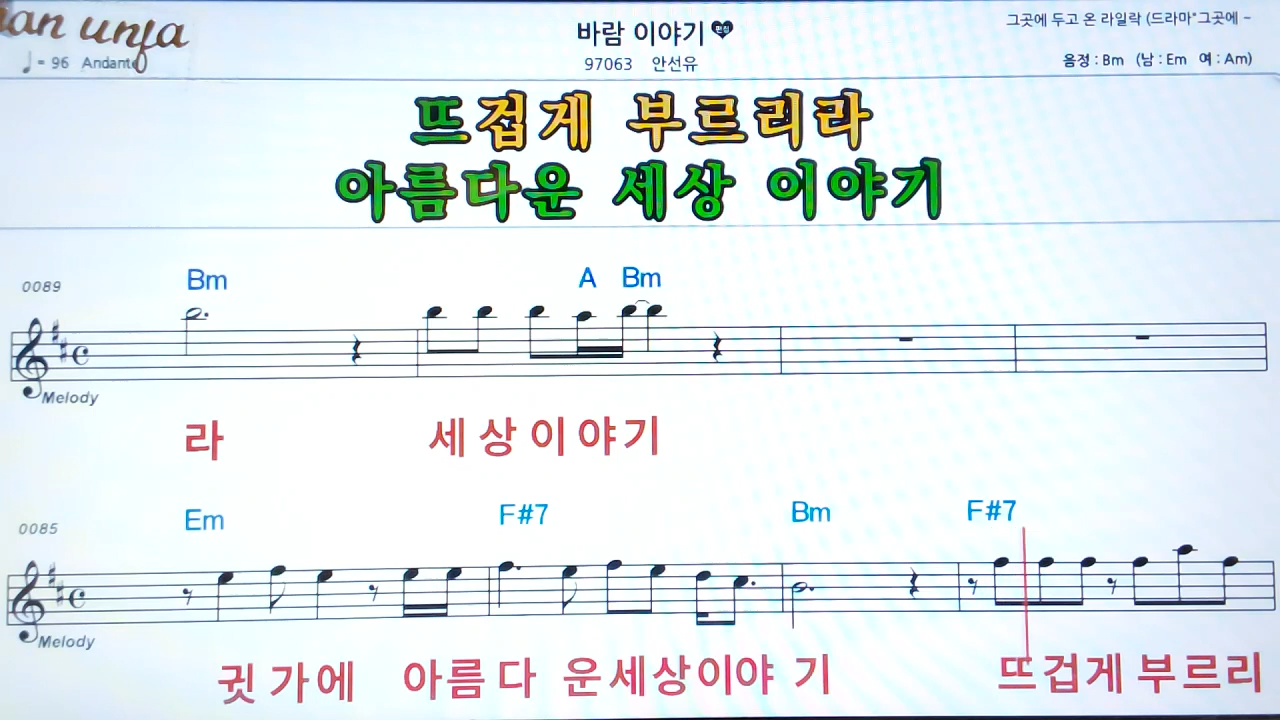 바람 이야기 편집
그곳에 두고 온 라일락 (드라마"그곳에 ~
♩ = 96 Andante
97063 안선유
음정 : Bm (남 : Em 여 : Am)
뜨겁게 부르리라
아름다운 세상 이야기
0089 Bm A Bm
Melody
라 세 상 이 야 기
0085 Em F#7 Bm F#7
Melody
귓 가 에 아 름 다 운 세 상 이 야 기 뜨 겁 게 부 르 리